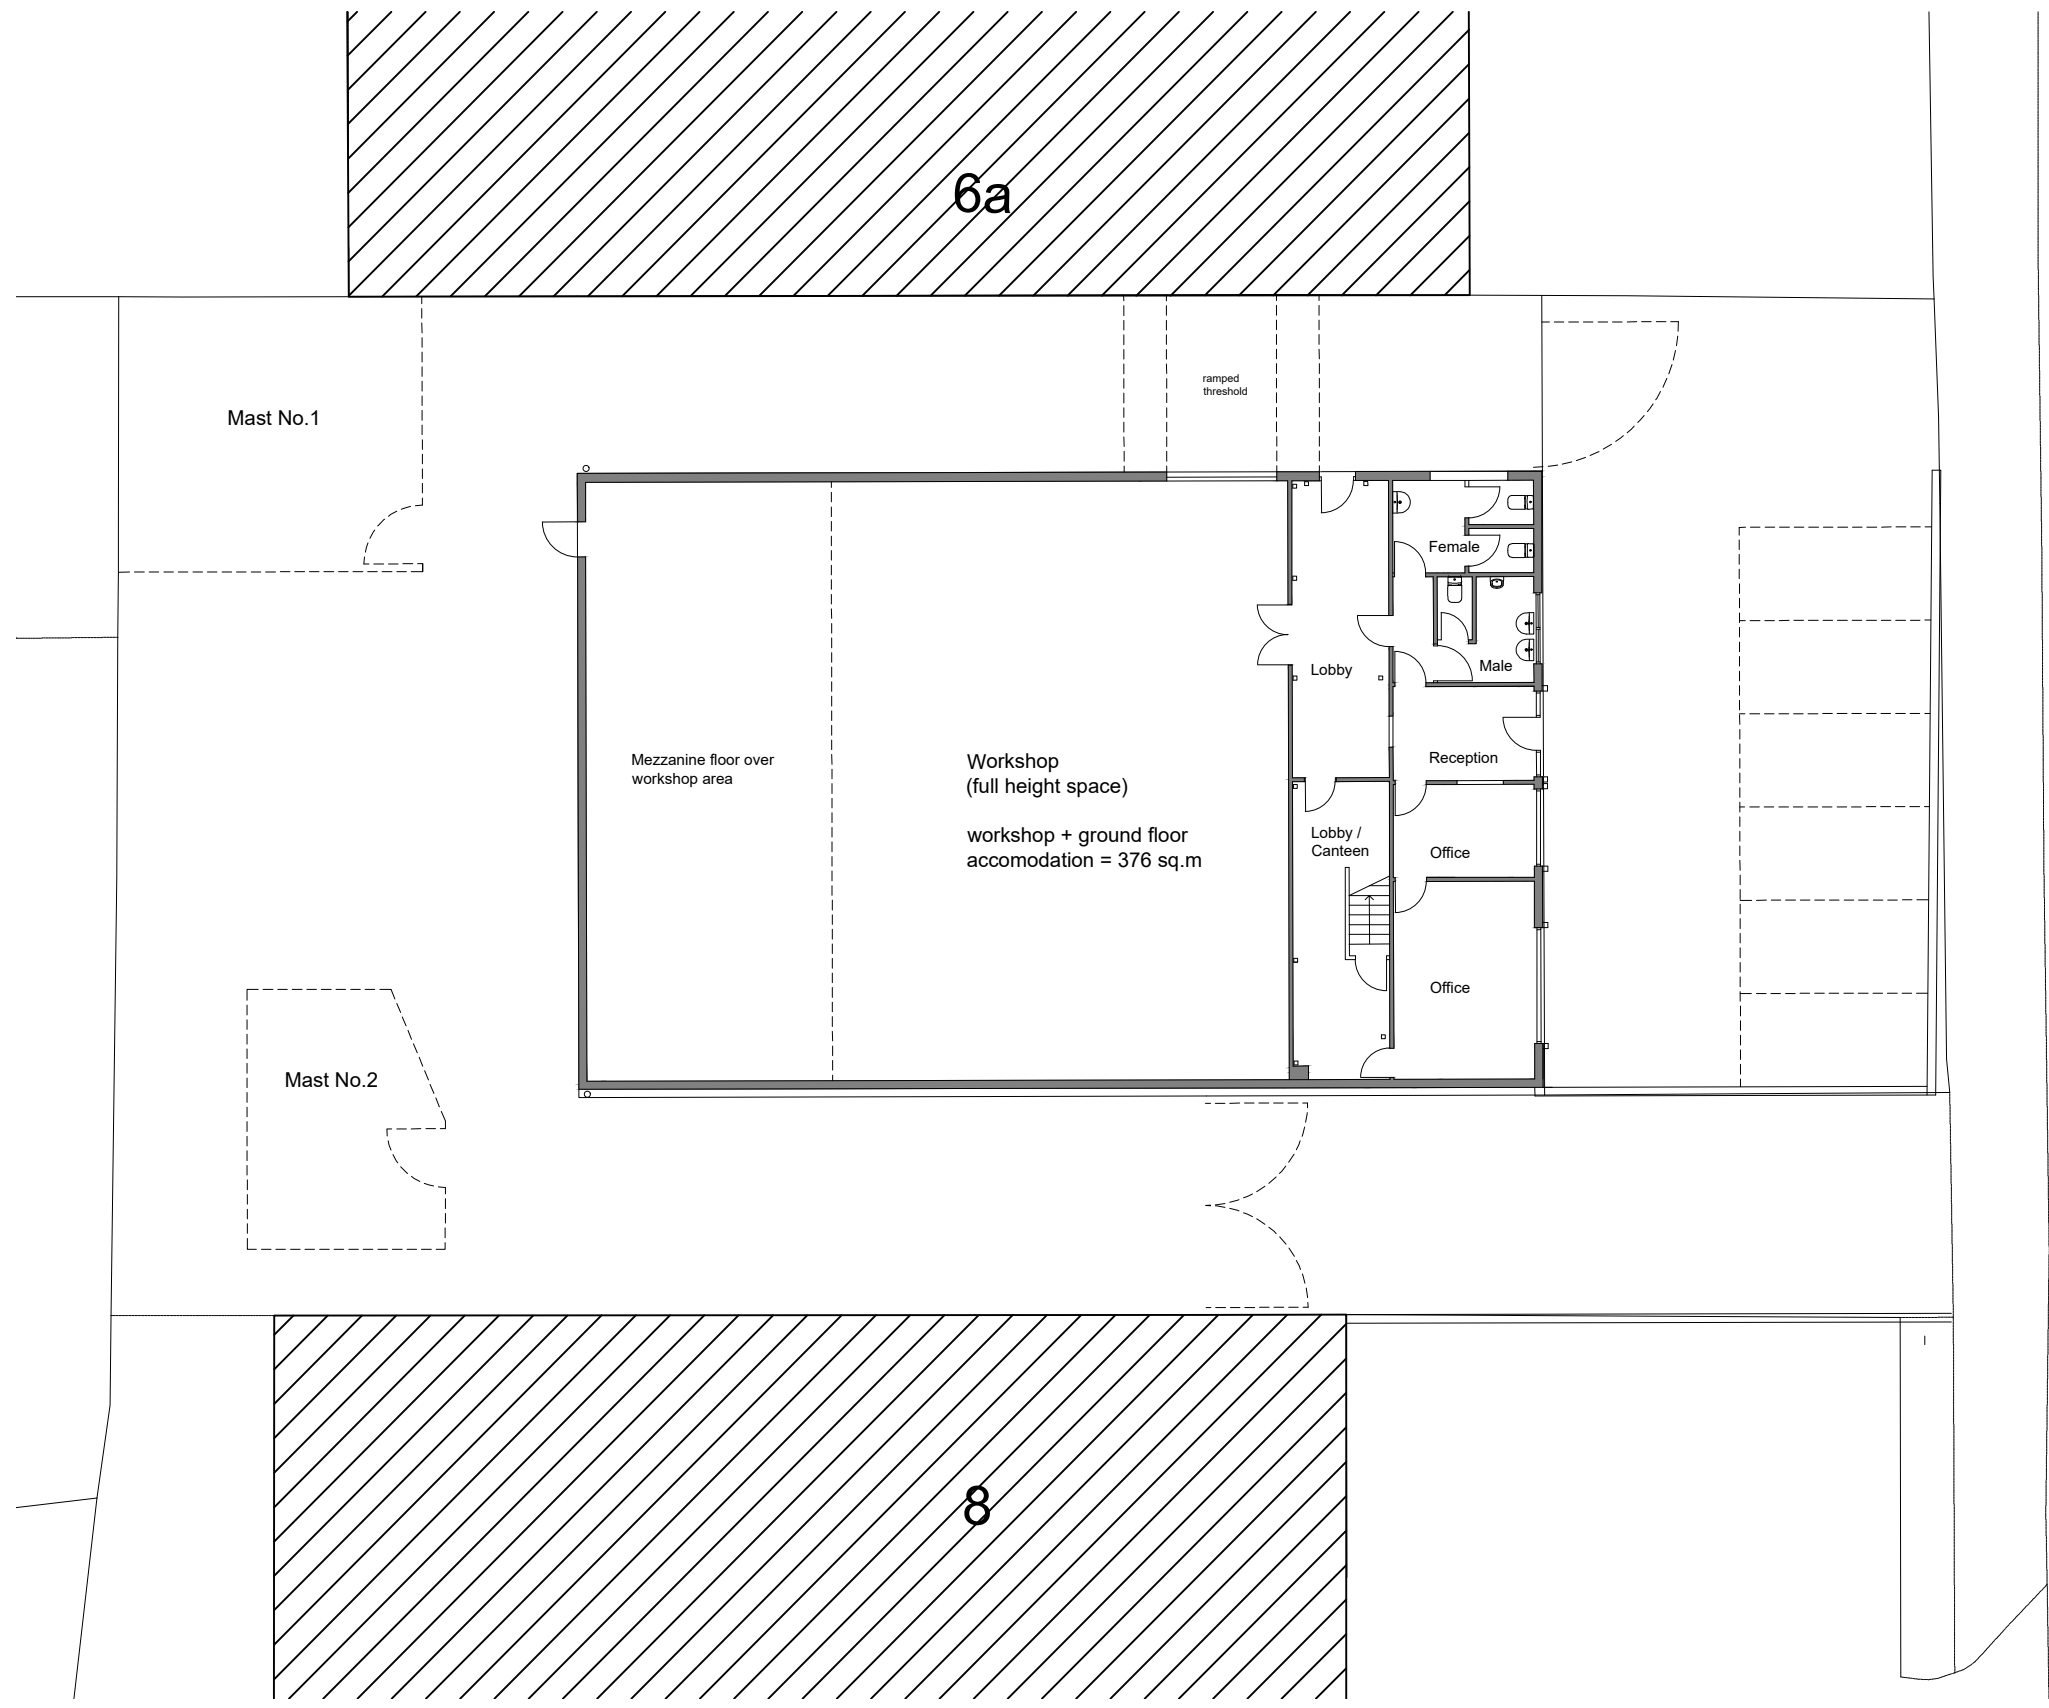 6a
ramped
threshold
Mast No.1
Female
Male
Lobby
Mezzanine floor over
workshop area
Workshop
(full height space)
workshop + ground floor
accomodation = 376 sq.m
Reception
Lobby /
Canteen
Office
Office
Mast No.2
8